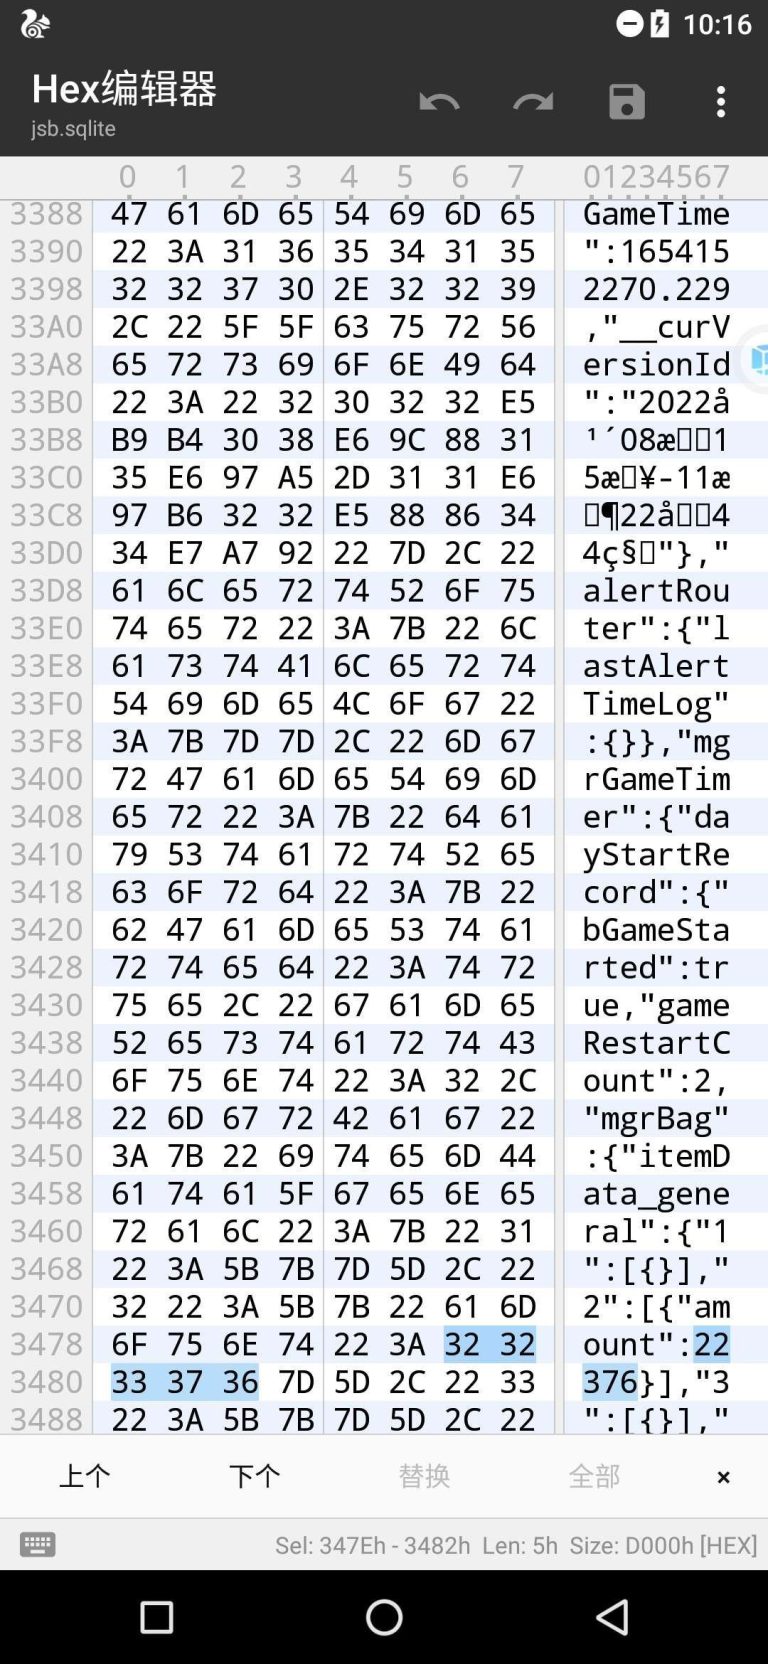 10:16
Hex编辑器
jsb.sqlite
0 1 2 3 4 5 6 7 01234567
3388 47 61 6D 65 54 69 6D 65 GameTime
3390 22 3A 31 36 35 34 31 35 ":165415
3398 32 32 37 30 2E 32 32 39 2270.229
33A0 2C 22 5F 5F 63 75 72 56 ,"__curV
33A8 65 72 73 69 6F 6E 49 64 ersionId
33B0 22 3A 22 32 30 32 32 E5 ":"2022å
33B8 B9 B4 30 38 E6 9C 88 31 ¹´08æ▯▯1
33C0 35 E6 97 A5 2D 31 31 E6 5æ▯¥-11æ
33C8 97 B6 32 32 E5 88 86 34 ▯¶22å▯▯4
33D0 34 E7 A7 92 22 7D 2C 22 4ç§▯"},"
33D8 61 6C 65 72 74 52 6F 75 alertRou
33E0 74 65 72 22 3A 7B 22 6C ter":{"l
33E8 61 73 74 41 6C 65 72 74 astAlert
33F0 54 69 6D 65 4C 6F 67 22 TimeLog"
33F8 3A 7B 7D 7D 2C 22 6D 67 :{}},"mg
3400 72 47 61 6D 65 54 69 6D rGameTim
3408 65 72 22 3A 7B 22 64 61 er":{"da
3410 79 53 74 61 72 74 52 65 yStartRe
3418 63 6F 72 64 22 3A 7B 22 cord":{"
3420 62 47 61 6D 65 53 74 61 bGameSta
3428 72 74 65 64 22 3A 74 72 rted":tr
3430 75 65 2C 22 67 61 6D 65 ue,"game
3438 52 65 73 74 61 72 74 43 RestartC
3440 6F 75 6E 74 22 3A 32 2C ount":2,
3448 22 6D 67 72 42 61 67 22 "mgrBag"
3450 3A 7B 22 69 74 65 6D 44 :{"itemD
3458 61 74 61 5F 67 65 6E 65 ata_gene
3460 72 61 6C 22 3A 7B 22 31 ral":{"1
3468 22 3A 5B 7B 7D 5D 2C 22 ":[{}],"
3470 32 22 3A 5B 7B 22 61 6D 2":[{"am
3478 6F 75 6E 74 22 3A 32 32 ount":22
3480 33 37 36 7D 5D 2C 22 33 376}],"3
3488 22 3A 5B 7B 7D 5D 2C 22 ":[{}],"
上个 下个 替换 全部 ×
Sel: 347Eh - 3482h Len: 5h Size: D000h [HEX]